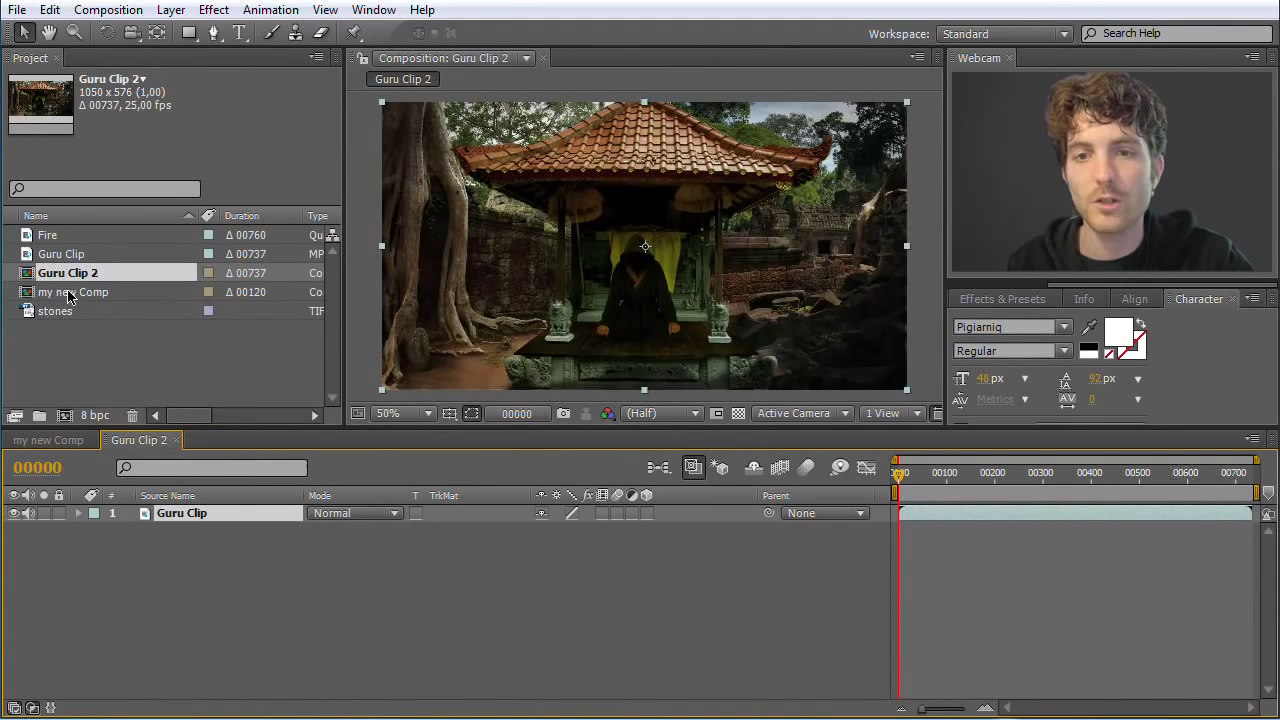 File Edit Composition Layer Effect Animation View Window Help
Workspace: Standard Search Help
Project Composition: Guru Clip 2 Webcam
Guru Clip 2
Guru Clip 2
1050 x 576 (1,00)
Δ 00737, 25,00 fps
Name Duration Type
Fire Δ 00760 Qu
Guru Clip Δ 00737 MP
Guru Clip 2 Δ 00737 Co
my new Comp Δ 00120 Co
stones TIF
8 bpc
50% 00000 (Half) Active Camera 1 View
Effects & Presets Info Align Character
Pigiarniq
Regular
48 px 92 px
Metrics 0
my new Comp Guru Clip 2
00000
# Source Name Mode T TrkMat Parent
1 Guru Clip Normal None
00100 00200 00300 00400 00500 00600 00700